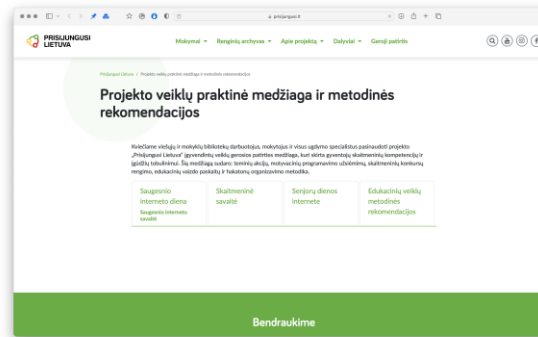 prisijungusi.lt
PRISIJUNGUSI
LIETUVA
Mokymai
Renginių archyvas
Apie projektą
Dalyviai
Geroji patirtis
Prisijungusi Lietuva / Projekto veiklų praktinė medžiaga ir metodinės rekomendacijos
Projekto veiklų praktinė medžiaga ir metodinės
rekomendacijos
Kviečiame viešųjų ir mokyklų bibliotekų darbuotojus, mokytojus ir visus ugdymo specialistus pasinaudoti projekto
„Prisijungusi Lietuva“ įgyvendintų veiklų gerosios patirties medžiaga, kuri skirta gyventojų skaitmeninių kompetencijų ir
įgūdžių tobulinimui. Šią medžiagą sudaro: teminių akcijų, motyvacinių programavimo užsiėmimų, skaitmeninių konkursų
rengimo, edukacinių vaizdo paskaitų ir hakatonų organizavimo metodika.
Saugesnio
interneto diena
Saugesnio interneto
savaitė
Skaitmeninė
savaitė
Senjorų dienos
internete
Edukacinių veiklų
metodinės
rekomendacijos
Bendraukime